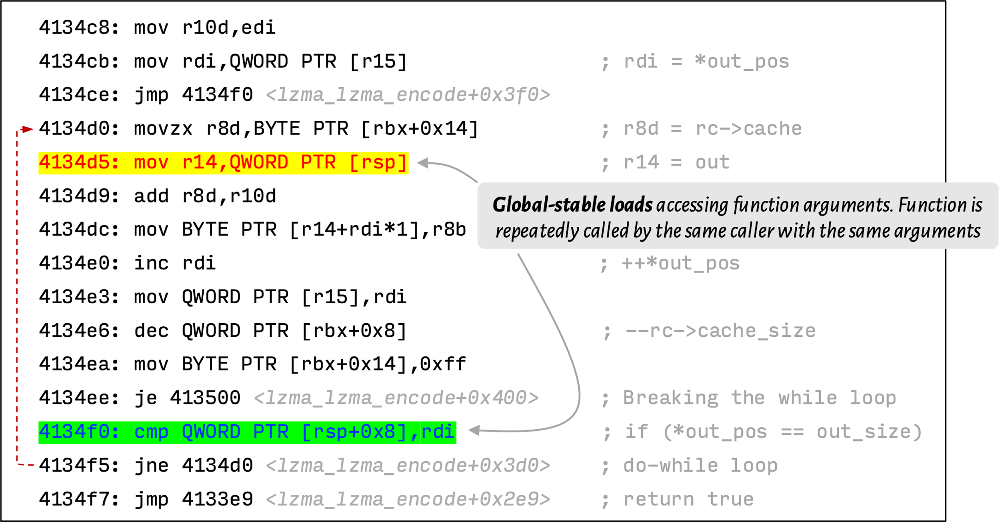 4134c8: mov r10d,edi
4134cb: mov rdi,QWORD PTR [r15] ; rdi = *out_pos
4134ce: jmp 4134f0 <lzma_lzma_encode+0x3f0>
4134d0: movzx r8d,BYTE PTR [rbx+0x14] ; r8d = rc->cache
4134d5: mov r14,QWORD PTR [rsp] ; r14 = out
4134d9: add r8d,r10d
Global-stable loads accessing function arguments. Function is
repeatedly called by the same caller with the same arguments
4134dc: mov BYTE PTR [r14+rdi*1],r8b
4134e0: inc rdi ; ++*out_pos
4134e3: mov QWORD PTR [r15],rdi
4134e6: dec QWORD PTR [rbx+0x8] ; --rc->cache_size
4134ea: mov BYTE PTR [rbx+0x14],0xff
4134ee: je 413500 <lzma_lzma_encode+0x400> ; Breaking the while loop
4134f0: cmp QWORD PTR [rsp+0x8],rdi ; if (*out_pos == out_size)
4134f5: jne 4134d0 <lzma_lzma_encode+0x3d0> ; do-while loop
4134f7: jmp 4133e9 <lzma_lzma_encode+0x2e9> ; return true